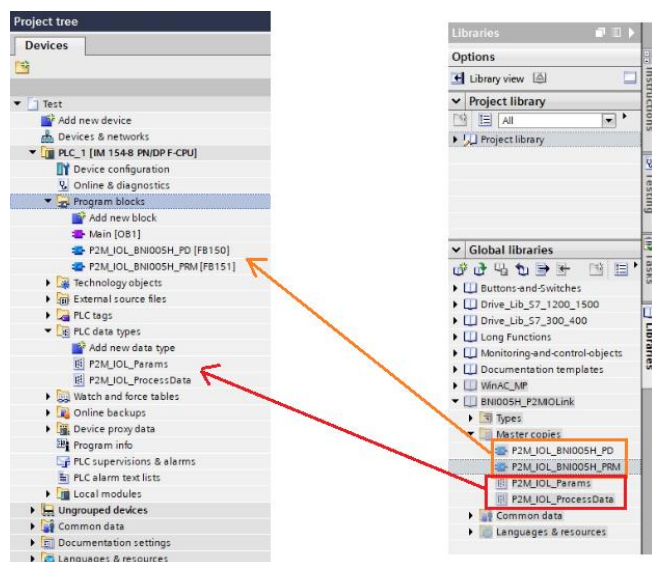 Project tree
Devices
Test
Add new device
Devices & networks
PLC_1 [IM 154-8 PN/DP F-CPU]
Device configuration
Online & diagnostics
Program blocks
Add new block
Main [OB1]
P2M_IOL_BNI005H_PD [FB150]
P2M_IOL_BNI005H_PRM [FB151]
Technology objects
External source files
PLC tags
PLC data types
Add new data type
P2M_IOL_Params
P2M_IOL_ProcessData
Watch and force tables
Online backups
Device proxy data
Program info
PLC supervisions & alarms
PLC alarm text lists
Local modules
Ungrouped devices
Common data
Documentation settings
Languages & resources
Libraries
Options
Library view
Project library
All
Project library
Global libraries
Buttons-and-Switches
Drive_Lib_S7_1200_1500
Drive_Lib_S7_300_400
Long Functions
Monitoring-and-control-objects
Documentation templates
WinAC_MP
BNI005H_P2MIOLink
Types
Master copies
P2M_IOL_BNI005H_PD
P2M_IOL_BNI005H_PRM
P2M_IOL_Params
P2M_IOL_ProcessData
Common data
Languages & resources
Instructions
Testing
Tasks
Libraries